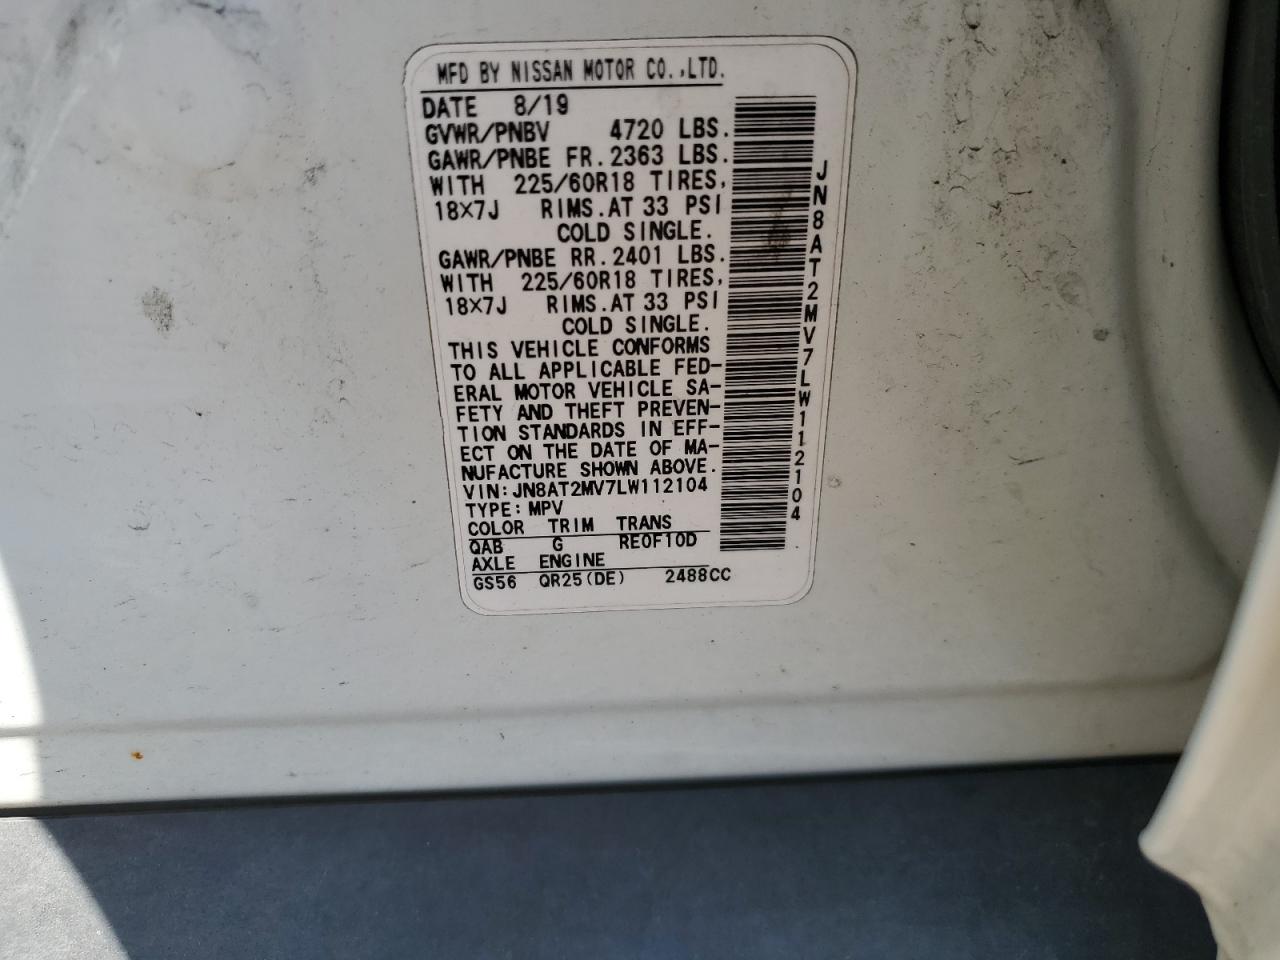 MFD BY NISSAN MOTOR CO.,LTD.
DATE 8/19
GVWR/PNBV 4720 LBS.
GAWR/PNBE FR. 2363 LBS.
WITH 225/60R18 TIRES,
18×7J RIMS. AT 33 PSI
COLD SINGLE.
GAWR/PNBE RR. 2401 LBS.
WITH 225/60R18 TIRES,
18×7J RIMS. AT 33 PSI
COLD SINGLE.
THIS VEHICLE CONFORMS
TO ALL APPLICABLE FED-
ERAL MOTOR VEHICLE SA-
FETY AND THEFT PREVEN-
TION STANDARDS IN EFF-
ECT ON THE DATE OF MA-
NUFACTURE SHOWN ABOVE.
VIN: JN8AT2MV7LW112104
TYPE: MPV
COLOR TRIM TRANS
QAB G RE0F10D
AXLE ENGINE
GS56 QR25(DE) 2488CC
JN8AT2MV7LW112104